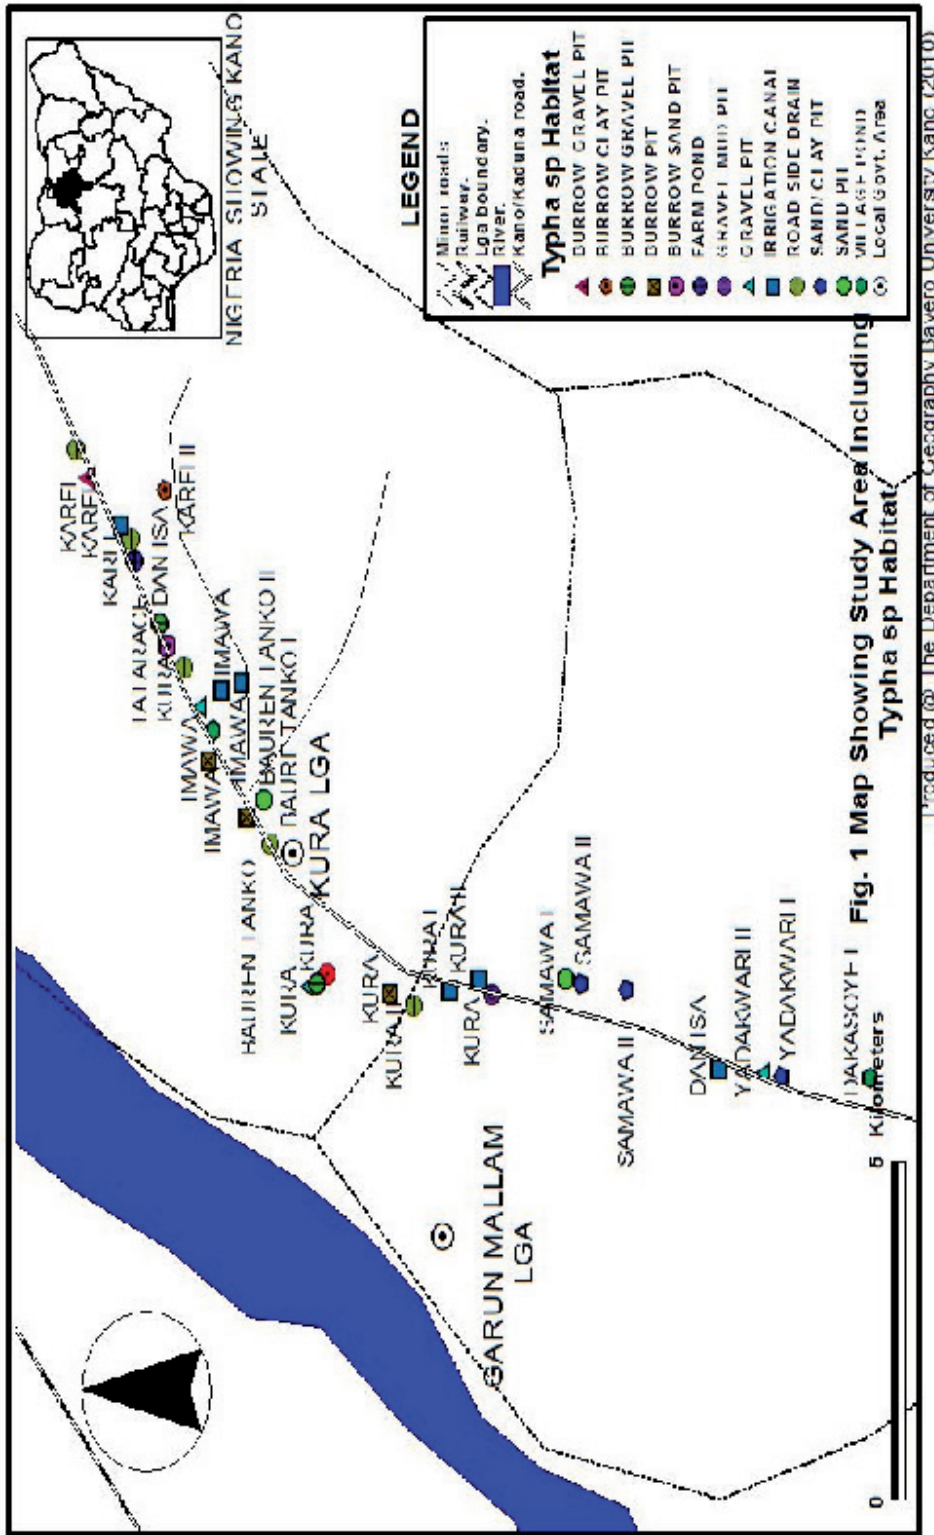 NIGERIA SHOWING KANO
STATE
LEGEND
Minor roads
Railway.
Lga boundary.
River.
Kano/Kaduna road.
Typha sp Habitat
BURROW GRAVEL PIT
BURROW CLAY PIT
BURROW GRAVEL PIT
BURROW PIT
BURROW SAND PIT
FARM POND
GRAVEL MUD PIT
GRAVEL PIT
IRRIGATION CANAL
ROAD SIDE DRAIN
SAND/CLAY PIT
SAND PIT
VILLAGE POND
Local Govt. Area
KARFI
KARFI
KARFI
DAN ISA
KARFI II
KURA
IMAWA
IMAWA
IMAWA
IMAWA
BAUREN TANKO II
BAUREN TANKO I
KURA LGA
BAUREN TANKO
KURA
KURA
KURA
KURA II
KURA I
KURA II
KURA
SAMAWA I
SAMAWA II
SAMAWA II
DAN ISA
YADAKWARI II
YADAKWARI I
DAKASOYE I
GARUN MALLAM
LGA
0
5 Kilometers
Fig. 1 Map Showing Study Area Including
Typha sp Habitat
Produced @ The Department of Geography Bayero University Kano (2010)